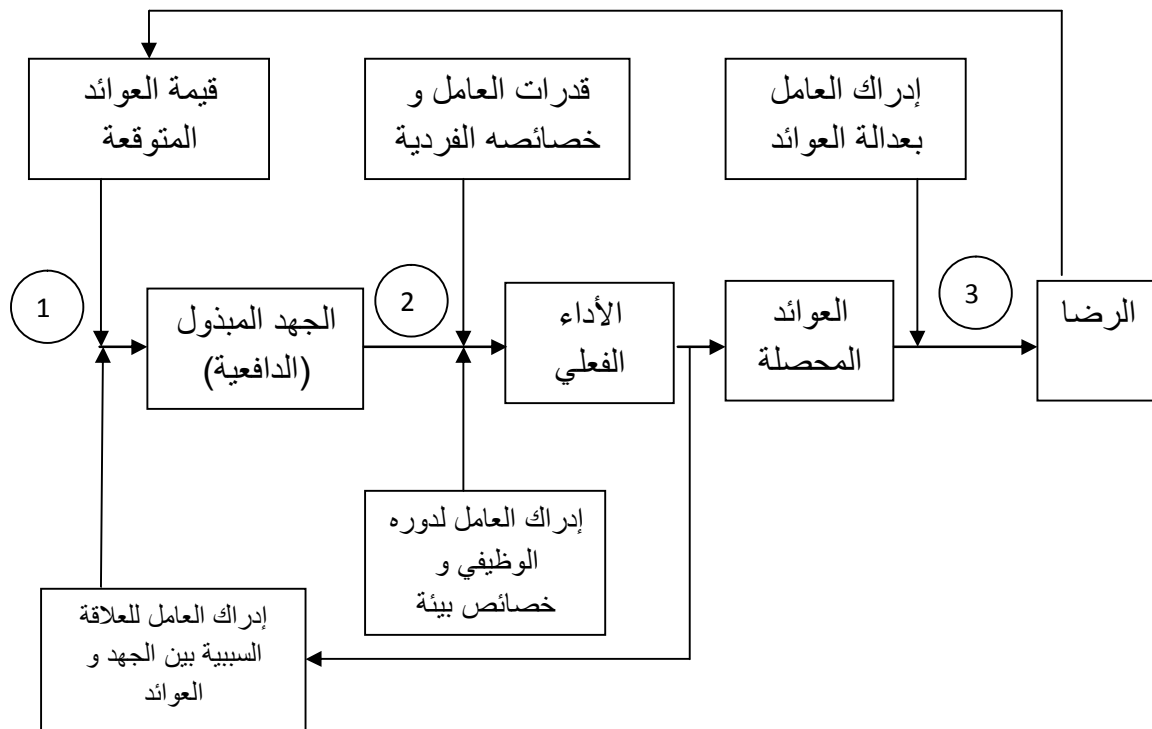 قيمة العوائد
المتوقعة
قدرات العامل و
خصائصه الفردية
إدراك العامل
بعدالة العوائد
1
الجهد المبذول
(الدافعية)
2
الأداء
الفعلي
العوائد
المحصلة
3
الرضا
إدراك العامل لدوره
الوظيفي و
خصائص بيئة
إدراك العامل للعلاقة
السببية بين الجهد و
العوائد